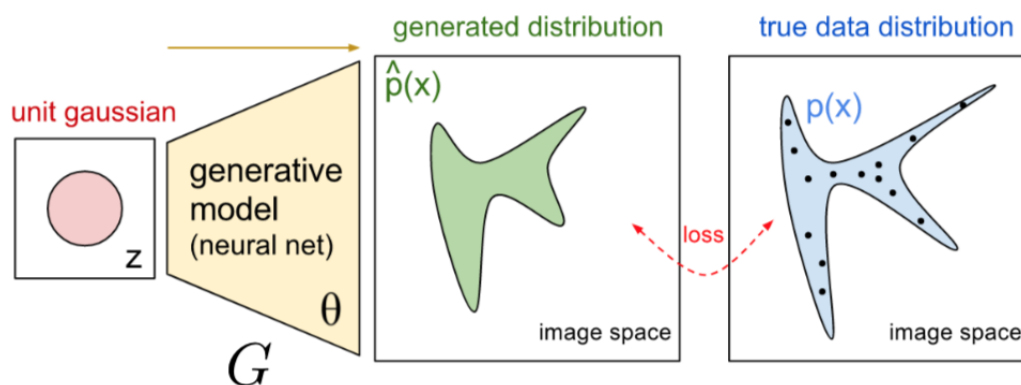 unit gaussian
z
generative
model
(neural net)
θ
G
generated distribution
p̂(x)
image space
loss
true data distribution
p(x)
image space